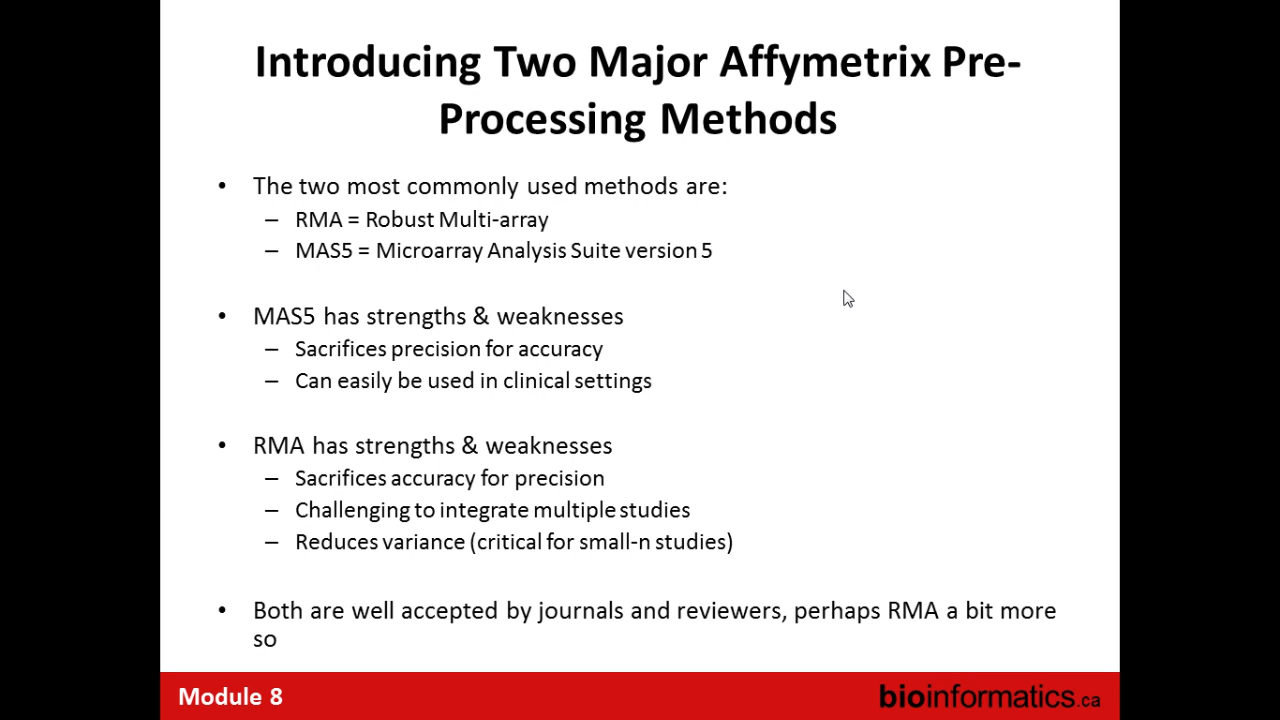 Introducing Two Major Affymetrix Pre-
Processing Methods
• The two most commonly used methods are:
– RMA = Robust Multi-array
– MAS5 = Microarray Analysis Suite version 5
• MAS5 has strengths & weaknesses
– Sacrifices precision for accuracy
– Can easily be used in clinical settings
• RMA has strengths & weaknesses
– Sacrifices accuracy for precision
– Challenging to integrate multiple studies
– Reduces variance (critical for small-n studies)
• Both are well accepted by journals and reviewers, perhaps RMA a bit more
so
Module 8
bioinformatics.ca